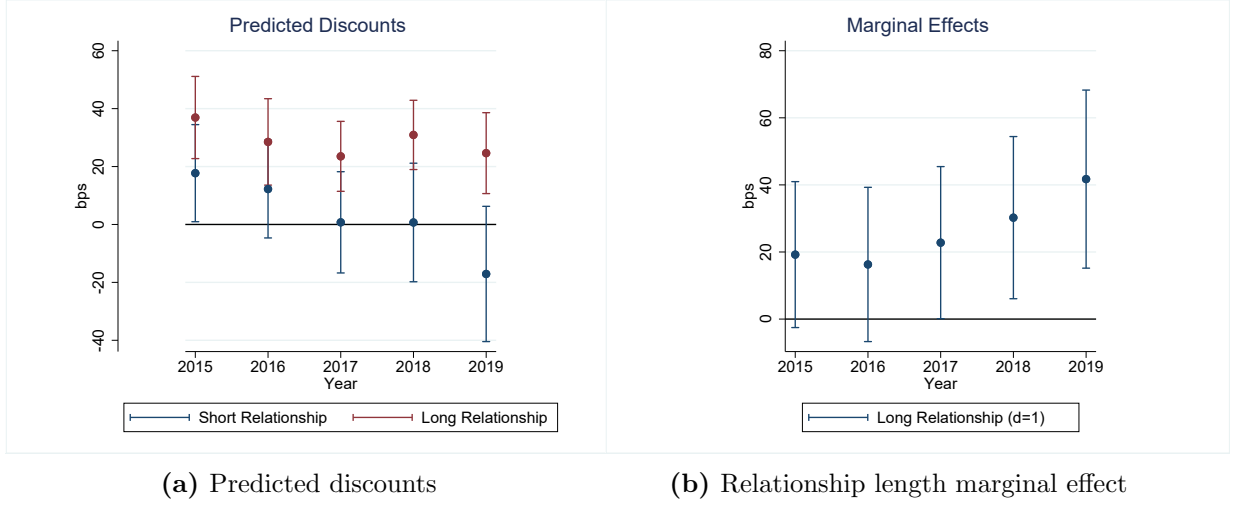 Predicted Discounts
60
40
20
0
-20
-40
bps
2015 2016 2017 2018 2019
Year
Short Relationship Long Relationship
Marginal Effects
80
60
40
20
0
bps
2015 2016 2017 2018 2019
Year
Long Relationship (d=1)
(a) Predicted discounts
(b) Relationship length marginal effect